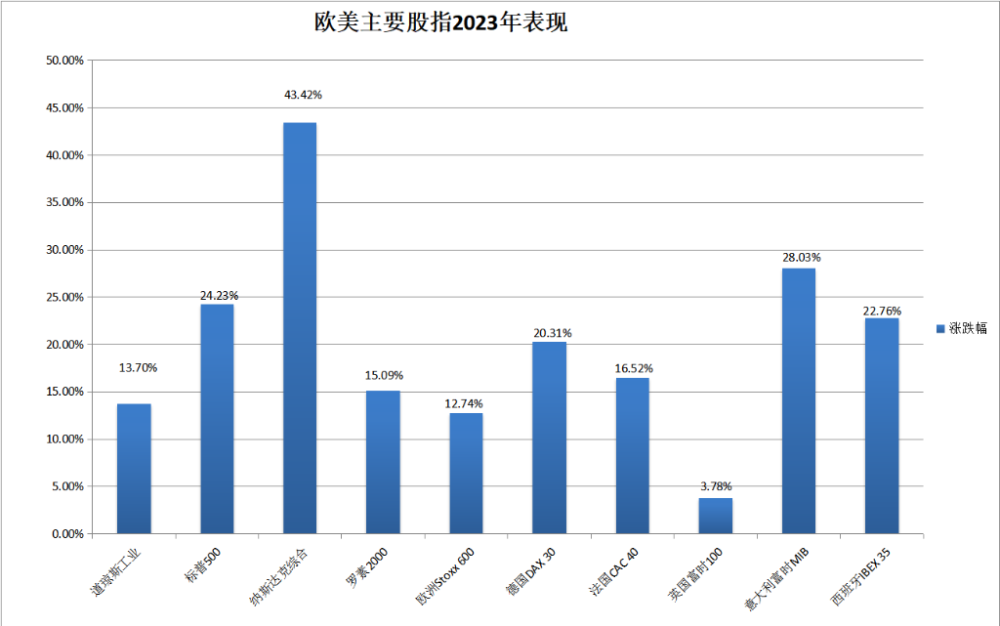 欧美主要股指2023年表现
50.00%
45.00%
40.00%
35.00%
30.00%
25.00%
20.00%
15.00%
10.00%
5.00%
0.00%
13.70%
24.23%
43.42%
15.09%
12.74%
20.31%
16.52%
3.78%
28.03%
22.76%
道琼斯工业
标普500
纳斯达克综合
罗素2000
欧洲Stoxx 600
德国DAX 30
法国CAC 40
英国富时100
意大利富时MIB
西班牙IBEX 35
涨跌幅